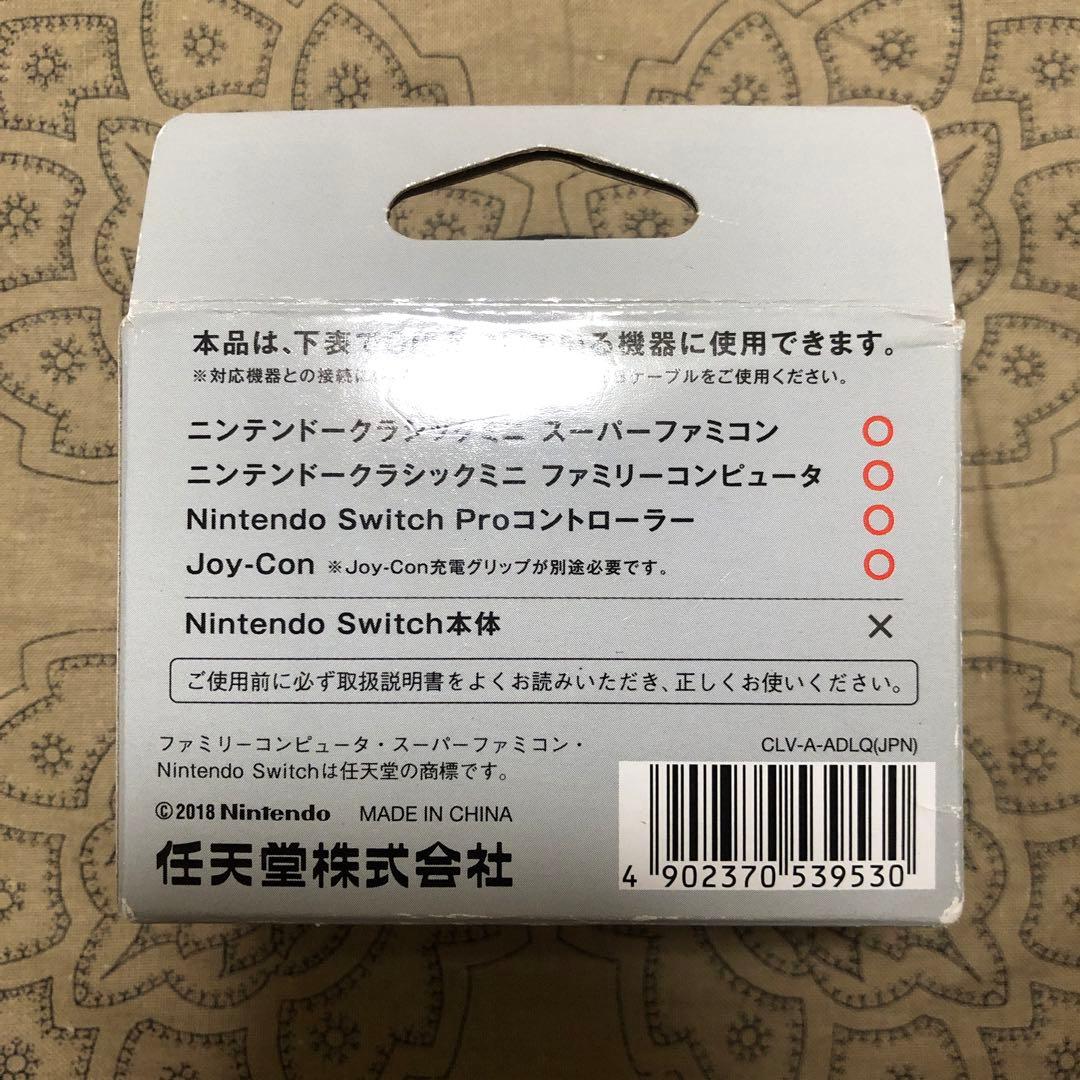 本品は、下表で る機器に使用できます。
※対応機器との接続に ケーブルをご使用ください。
ニンテンドークラシックミニ スーパーファミコン ○
ニンテンドークラシックミニ ファミリーコンピュータ ○
Nintendo Switch Proコントローラー ○
Joy-Con ※Joy-Con充電グリップが別途必要です。 ○
Nintendo Switch本体 ×
ご使用前に必ず取扱説明書をよくお読みいただき、正しくお使いください。
ファミリーコンピュータ・スーパーファミコン・
Nintendo Switchは任天堂の商標です。
CLV-A-ADLQ(JPN)
©2018 Nintendo MADE IN CHINA
任天堂株式会社
4 902370 539530